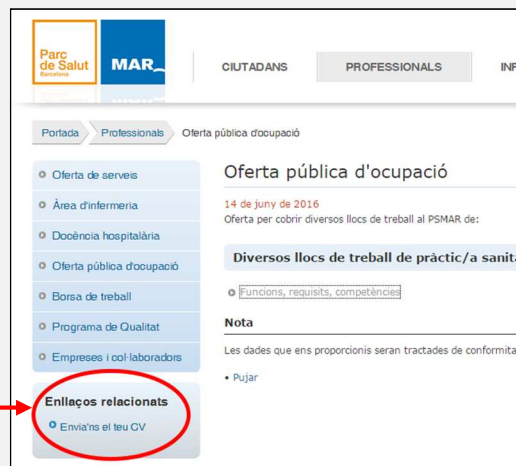 Parc
de Salut
Barcelona
MAR
CIUTADANS
PROFESSIONALS
Portada
Professionals
Oferta pública d'ocupació
Oferta de serveis
Àrea d'infermeria
Docència hospitalària
Oferta pública d'ocupació
Borsa de treball
Programa de Qualitat
Empreses i col·laboradors
Enllaços relacionats
Envia'ns el teu CV
Oferta pública d'ocupació
14 de juny de 2016
Oferta per cobrir diversos llocs de treball al PSMAR de:
Diversos llocs de treball de pràctic/a
Funcions, requisits, competències
Nota
Les dades que ens proporcionis seran tractades de
• Pujar